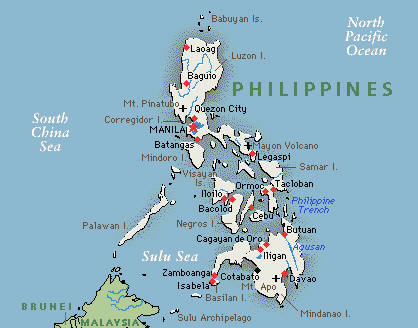 Babuyan Is.
North
Pacific
Ocean
Laoag
Luzon I.
Baguio
PHILIPPINES
Mt. Pinatubo
Quezon City
Corregidor I.
South
China
Sea
MANILA
Mayon Volcano
Batangas
Legaspi
Mindoro I.
Samar I.
Visayan
Is.
Ormoc
Tacloban
Iloilo
Philippine
Trench
Bacolod
Cebu
Negros I.
Palawan I.
Butuan
Cagayan de Oro
Agusan
Sulu Sea
Iligan
Zamboanga
Cotabato
Davao
Isabela
Mt
Apo
Basilan I.
BRUNEI
Mindanao I.
Sulu Archipelago
MALAYSIA